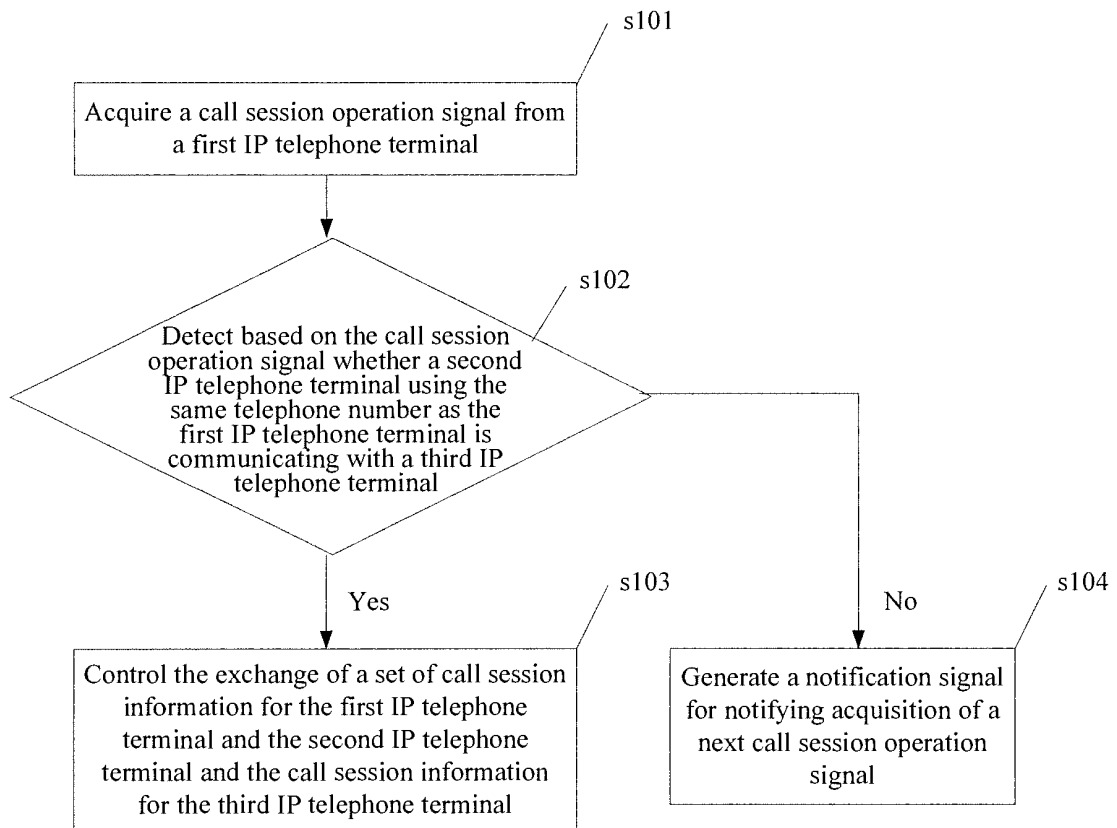 s101
Acquire a call session operation signal from
a first IP telephone terminal
s102
Detect based on the call session
operation signal whether a second
IP telephone terminal using the
same telephone number as the
first IP telephone terminal is
communicating with a third IP
telephone terminal
Yes
s103
No
s104
Control the exchange of a set of call session
information for the first IP telephone
terminal and the second IP telephone
terminal and the call session information
for the third IP telephone terminal
Generate a notification signal
for notifying acquisition of a
next call session operation
signal